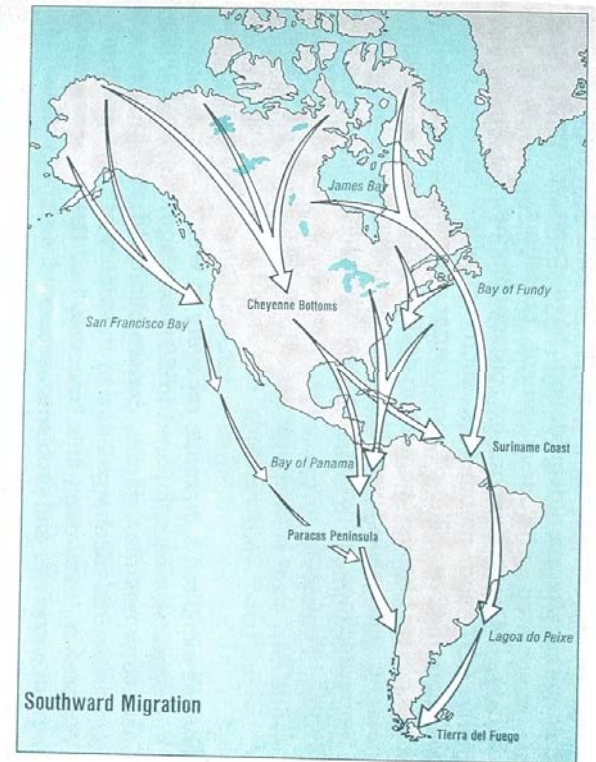 James Bay
Bay of Fundy
Cheyenne Bottoms
San Francisco Bay
Suriname Coast
Bay of Panama
Paracas Peninsula
Lagoa do Peixe
Southward Migration
Tierra del Fuego